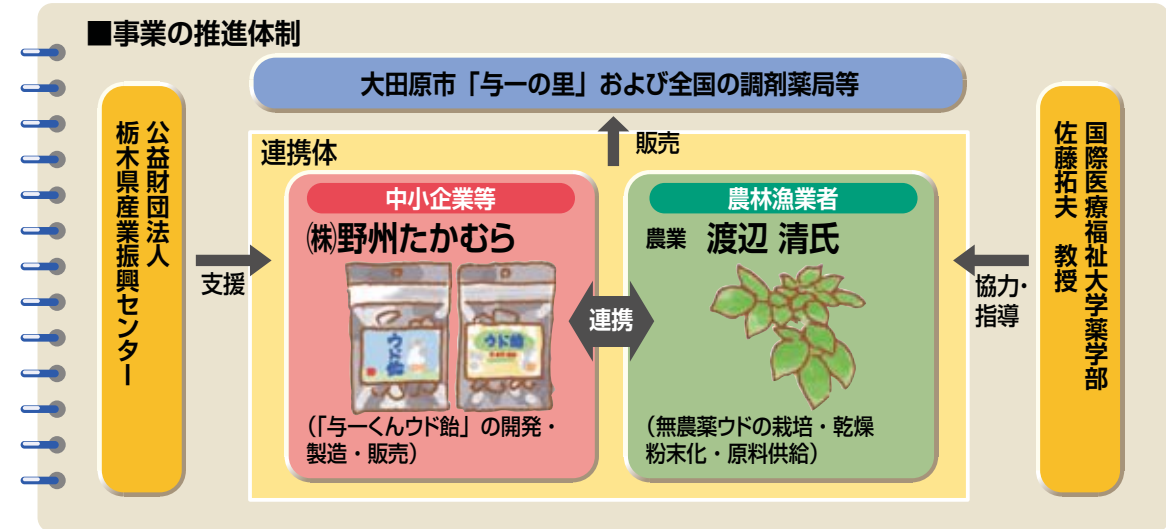 ■事業の推進体制
大田原市「与一の里」および全国の調剤薬局等
公益財団法人
栃木県産業振興センター
支援
連携体
販売
中小企業等
㈱野州たかむら
ウド飴
ウド飴
(「与一くんウド飴」の開発・
製造・販売)
連携
農林漁業者
農業 渡辺 清氏
(無農薬ウドの栽培・乾燥
粉末化・原料供給)
協力・
指導
国際医療福祉大学薬学部
佐藤拓夫 教授